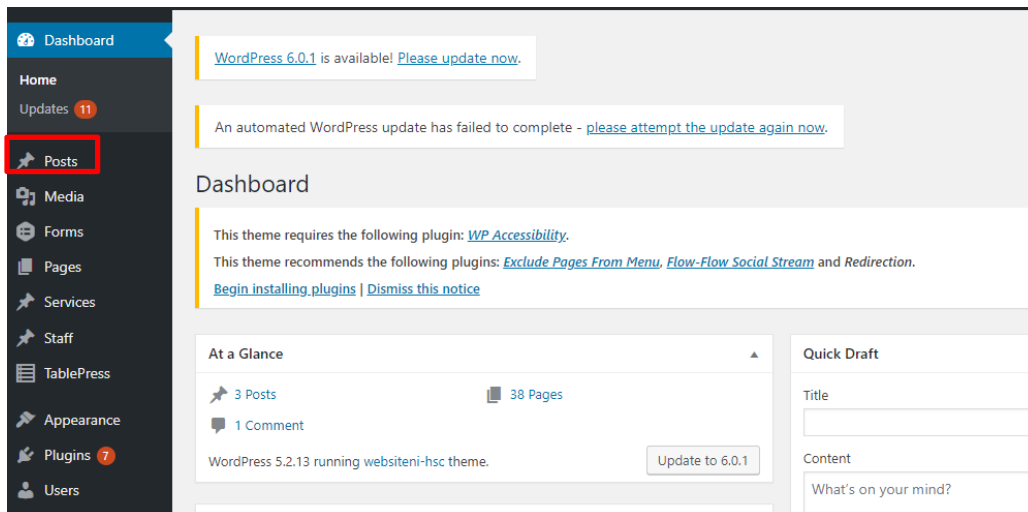 Dashboard
Home
Updates 11
Posts
Media
Forms
Pages
Services
Staff
TablePress
Appearance
Plugins 7
Users
WordPress 6.0.1 is available! Please update now.
An automated WordPress update has failed to complete - please attempt the update again now.
Dashboard
This theme requires the following plugin: WP Accessibility.
This theme recommends the following plugins: Exclude Pages From Menu, Flow-Flow Social Stream and Redirection.
Begin installing plugins | Dismiss this notice
At a Glance
3 Posts
38 Pages
1 Comment
WordPress 5.2.13 running websiteni-hsc theme.
Update to 6.0.1
Quick Draft
Title
Content
What's on your mind?